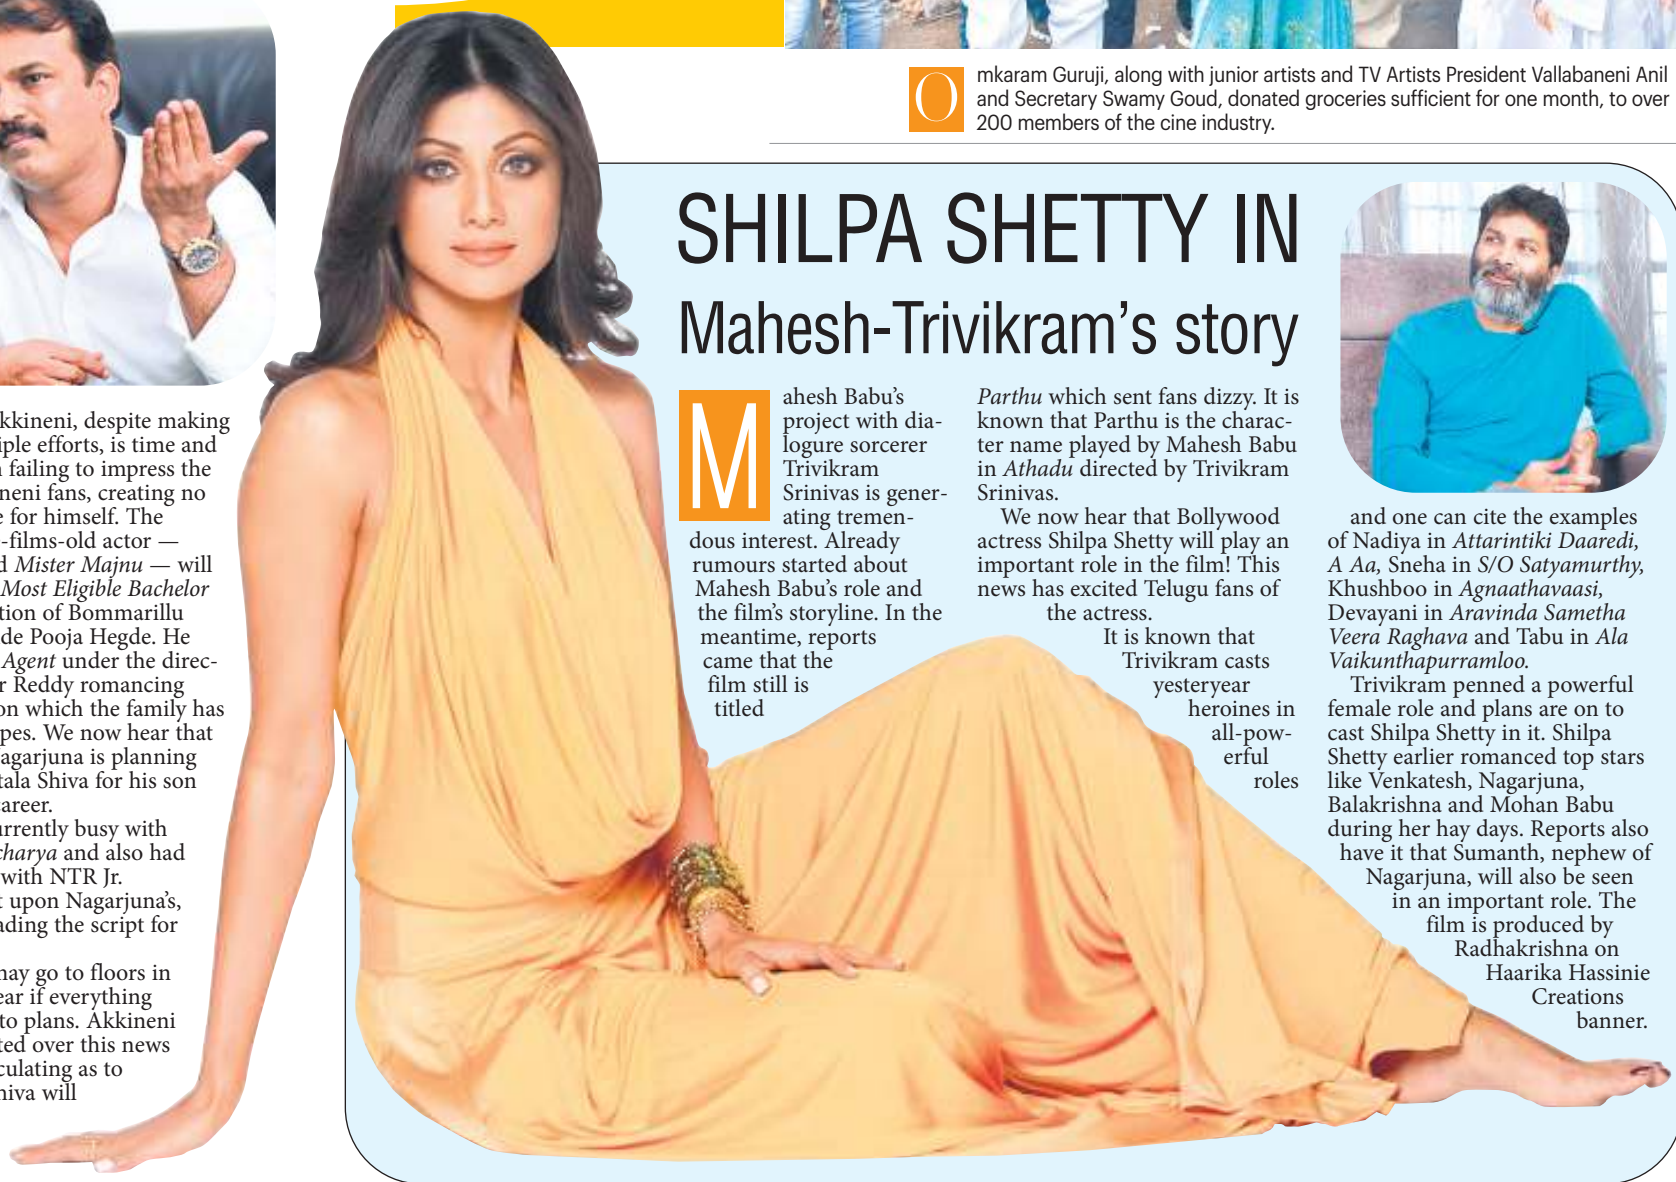 Omkaram Guruji, along with junior artists and TV Artists President Vallabaneni Anil
and Secretary Swamy Goud, donated groceries sufficient for one month, to over
200 members of the cine industry.
SHILPA SHETTY IN
Mahesh-Trivikram's story
Mahesh Babu's
project with dia-
logure sorcerer
Trivikram
Srinivas is gener-
ating tremen-
dous interest. Already
rumours started about
Mahesh Babu's role and
the film's storyline. In the
meantime, reports
came that the
film still is
titled
Parthu which sent fans dizzy. It is
known that Parthu is the charac-
ter name played by Mahesh Babu
in Athadu directed by Trivikram
Srinivas.
We now hear that Bollywood
actress Shilpa Shetty will play an
important role in the film! This
news has excited Telugu fans of
the actress.
It is known that
Trivikram casts
yesteryear
heroines in
all-pow-
erful
roles
and one can cite the examples
of Nadiya in Attarintiki Daaredi,
A Aa, Sneha in S/O Satyamurthy,
Khushboo in Agnaathavaasi,
Devayani in Aravinda Sametha
Veera Raghava and Tabu in Ala
Vaikunthapurramloo.
Trivikram penned a powerful
female role and plans are on to
cast Shilpa Shetty in it. Shilpa
Shetty earlier romanced top stars
like Venkatesh, Nagarjuna,
Balakrishna and Mohan Babu
during her hay days. Reports also
have it that Sumanth, nephew of
Nagarjuna, will also be seen
in an important role. The
film is produced by
Radhakrishna on
Haarika Hassinie
Creations
banner.
kkineni, despite making
iple efforts, is time and
failing to impress the
neni fans, creating no
for himself. The
-films-old actor —
Mister Majnu — will
Most Eligible Bachelor
tion of Bommarillu
de Pooja Hegde. He
Agent under the direc-
r Reddy romancing
on which the family has
pes. We now hear that
agarjuna is planning
tala Shiva for his son
areer.
urrently busy with
charya and also had
with NTR Jr.
upon Nagarjuna's,
ading the script for
may go to floors in
ear if everything
to plans. Akkineni
ted over this news
culating as to
hiva will